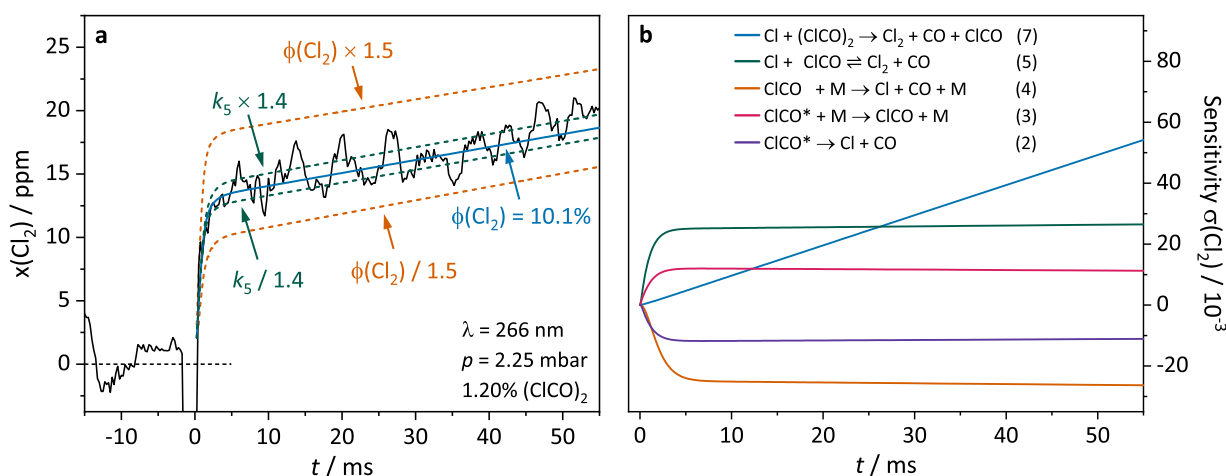 a
25
20
15
10
5
0
x(Cl₂) / ppm
-10
0
10
20
30
40
50
t / ms
ϕ(Cl₂) × 1.5
k₅ × 1.4
k₅ / 1.4
ϕ(Cl₂) = 10.1%
ϕ(Cl₂) / 1.5
λ = 266 nm
p = 2.25 mbar
1.20% (ClCO)₂
b
Cl + (ClCO)₂ → Cl₂ + CO + ClCO (7)
Cl + ClCO ⇌ Cl₂ + CO (5)
ClCO + M → Cl + CO + M (4)
ClCO* + M → ClCO + M (3)
ClCO* → Cl + CO (2)
80
60
40
20
0
-20
Sensitivity σ(Cl₂) / 10⁻³
0
10
20
30
40
50
t / ms